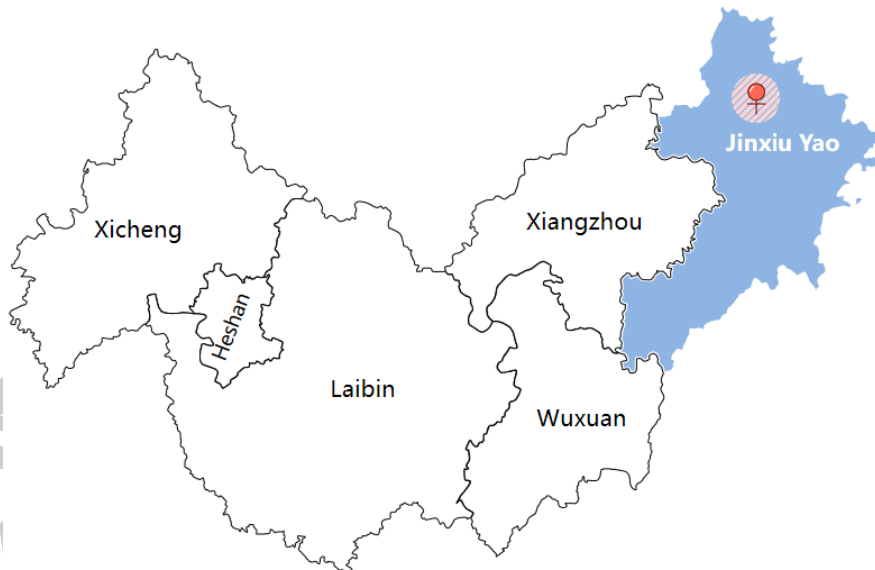 Jinxiu Yao
Xiangzhou
Xicheng
Heshan
Laibin
Wuxuan